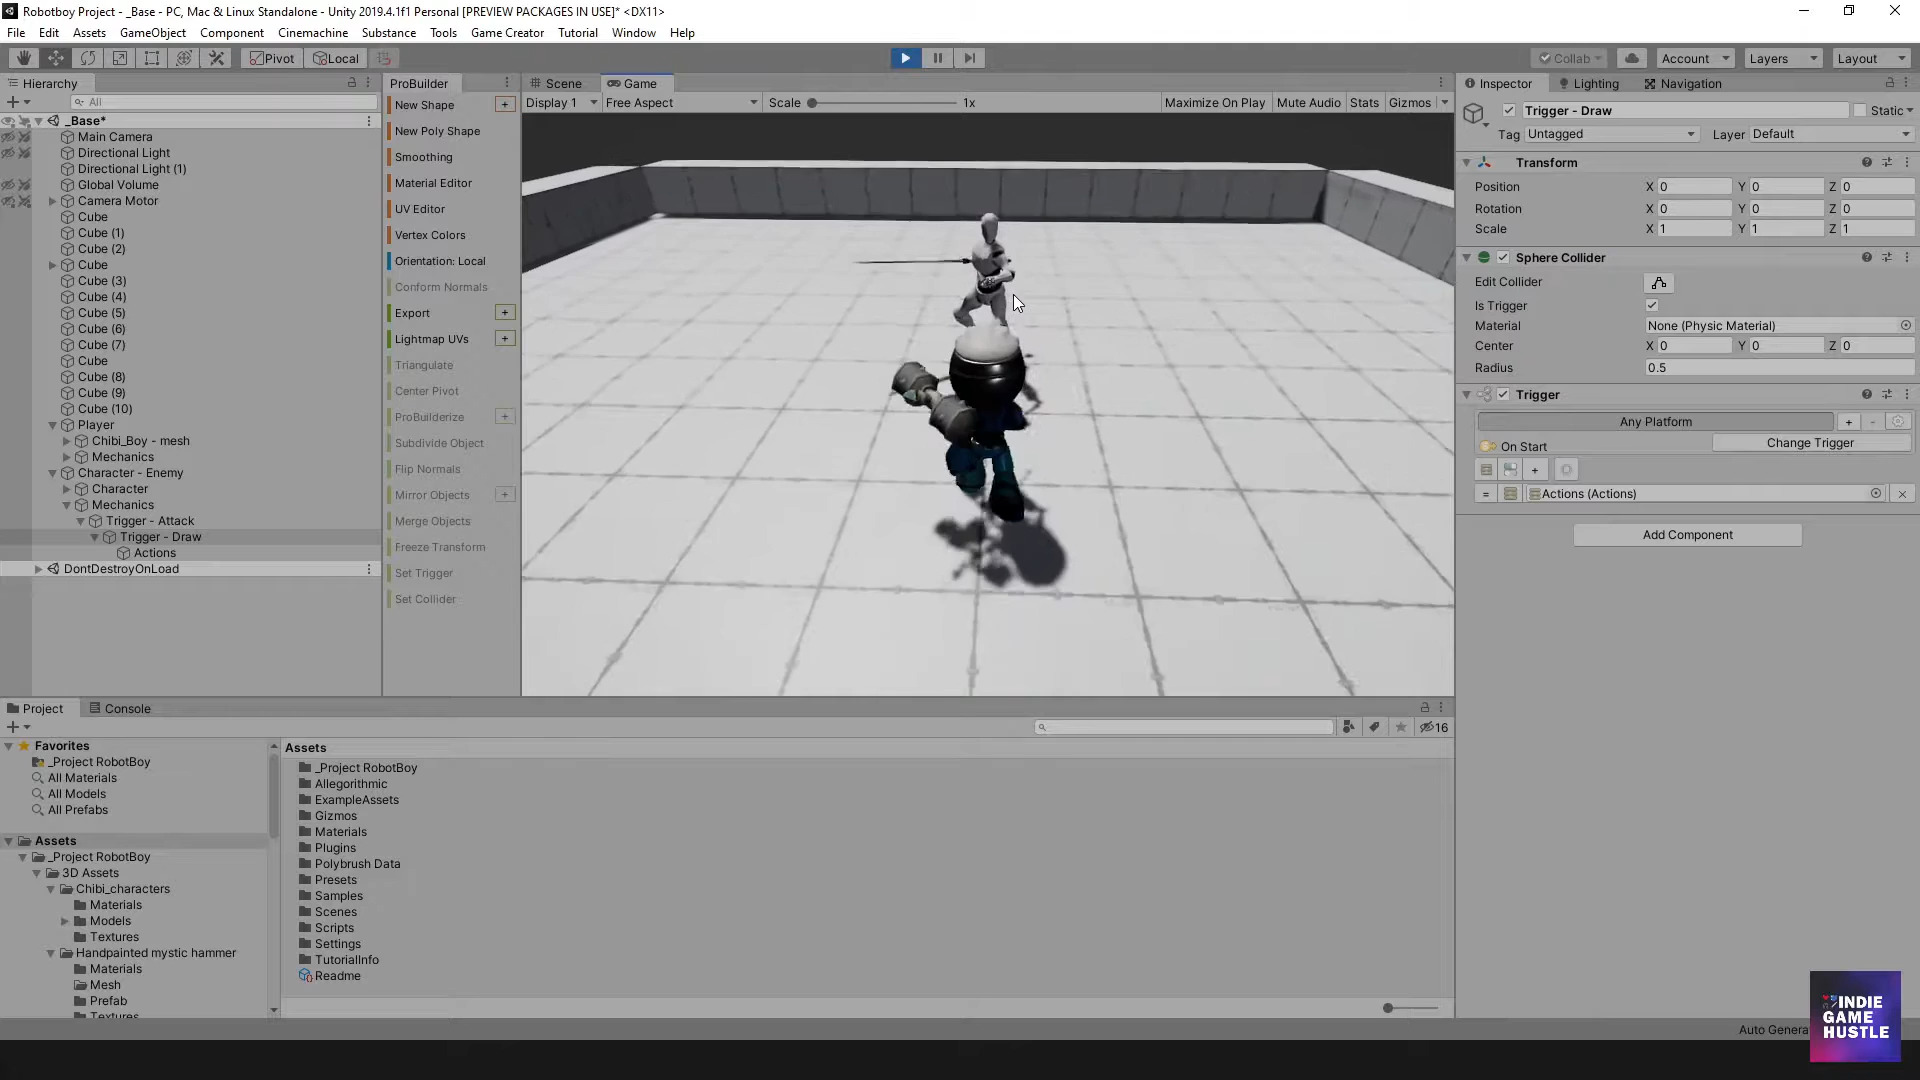 Robotboy Project - _Base - PC, Mac & Linux Standalone - Unity 2019.4.1f1 Personal [PREVIEW PACKAGES IN USE]* <DX11>
File Edit Assets GameObject Component Cinemachine Substance Tools Game Creator Tutorial Window Help
Pivot Local Collab Account Layers Layout
Hierarchy
All
_Base*
Main Camera
Directional Light
Directional Light (1)
Global Volume
Camera Motor
Cube
Cube (1)
Cube (2)
Cube
Cube (3)
Cube (4)
Cube (5)
Cube (6)
Cube (7)
Cube
Cube (8)
Cube (9)
Cube (10)
Player
Chibi_Boy - mesh
Mechanics
Character - Enemy
Character
Mechanics
Trigger - Attack
Trigger - Draw
Actions
DontDestroyOnLoad
ProBuilder
New Shape +
New Poly Shape
Smoothing
Material Editor
UV Editor
Vertex Colors
Orientation: Local
Conform Normals
Export +
Lightmap UVs +
Triangulate
Center Pivot
ProBuilderize +
Subdivide Object
Flip Normals
Mirror Objects +
Merge Objects
Freeze Transform
Set Trigger
Set Collider
Scene Game
Display 1 Free Aspect Scale 1x Maximize On Play Mute Audio Stats Gizmos
Inspector Lighting Navigation
Trigger - Draw Static
Tag Untagged Layer Default
Transform
Position X 0 Y 0 Z 0
Rotation X 0 Y 0 Z 0
Scale X 1 Y 1 Z 1
Sphere Collider
Edit Collider
Is Trigger
Material None (Physic Material)
Center X 0 Y 0 Z 0
Radius 0.5
Trigger
Any Platform + -
On Start Change Trigger
+
= Actions (Actions)
Add Component
Project Console
16
Favorites
_Project RobotBoy
All Materials
All Models
All Prefabs
Assets
_Project RobotBoy
3D Assets
Chibi_characters
Materials
Models
Textures
Handpainted mystic hammer
Materials
Mesh
Prefab
Textures
Assets
_Project RobotBoy
Allegorithmic
ExampleAssets
Gizmos
Materials
Plugins
Polybrush Data
Presets
Samples
Scenes
Scripts
Settings
TutorialInfo
Readme
Auto Genera
INDIE
GAME
HUSTLE